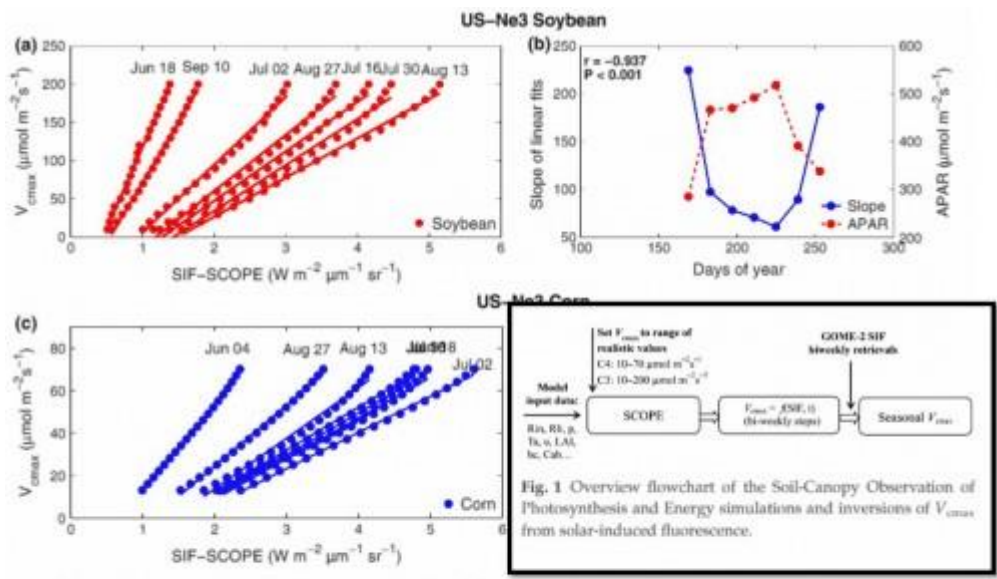 US–Ne3 Soybean
(a)
250
200
150
100
50
0
Vcmax (μmol m−2s−1)
Jun 18 Sep 10 Jul 02 Aug 27 Jul 16 Jul 30 Aug 13
Soybean
0 1 2 3 4 5 6
SIF–SCOPE (W m−2 μm−1 sr−1)
(b)
250
200
150
100
50
Slope of linear fits
r = −0.937
P < 0.001
600
500
400
300
200
APAR (μmol m−2s−1)
Slope
APAR
100 150 200 250 300
Days of year
US–Ne3 Corn
(c)
80
60
40
20
0
Vcmax (μmol m−2s−1)
Jun 04 Aug 27 Aug 13 18 Jul 02
Corn
0 1 2 3 4 5 6
SIF–SCOPE (W m−2 μm−1 sr−1)
Set Vcmax to range of
realistic values
C4: 10–70 μmol m−2s−1
C3: 10–200 μmol m−2s−1
GOME-2 SIF
biweekly retrievals
Model
input data:
Rin, Rli, p,
Ta, u, LAI,
hc, Cab…
SCOPE
Vcmax = f(SIF, t)
(bi-weekly steps)
Seasonal Vcmax
Fig. 1 Overview flowchart of the Soil-Canopy Observation of
Photosynthesis and Energy simulations and inversions of Vcmax
from solar-induced fluorescence.